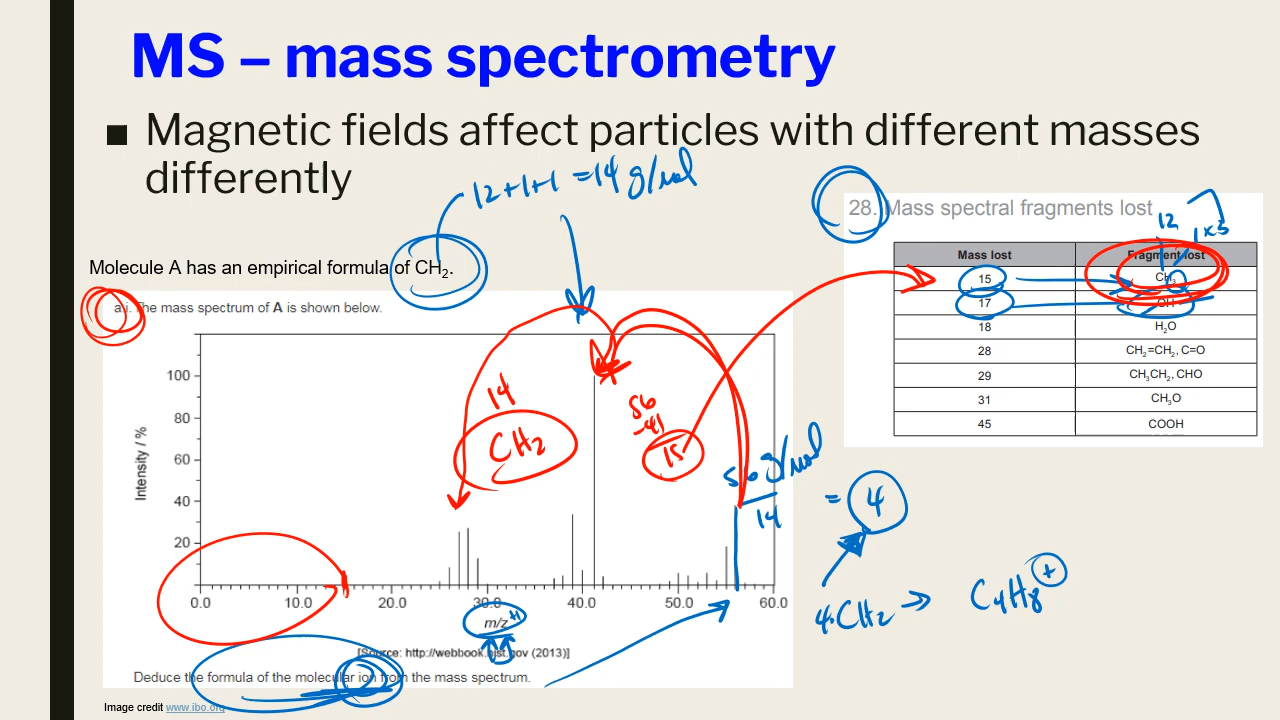 MS – mass spectrometry
■ Magnetic fields affect particles with different masses
differently
12+1+1 = 14 g/mol
28. Mass spectral fragments lost
12
1×3
Mass lost
Fragment lost
15
CH3
17
OH
18
H2O
28
CH2=CH2, C=O
29
CH3CH2, CHO
31
CH3O
45
COOH
Molecule A has an empirical formula of CH2.
The mass spectrum of A is shown below.
Intensity / %
100
80
60
40
20
0.0
10.0
20.0
30.0
40.0
50.0
60.0
m/z
14
CH2
56
-41
15
56 g/mol
14
= 4
4·CH2 → C4H8+
[Source: http://webbook.nist.gov (2013)]
Deduce the formula of the molecular ion from the mass spectrum.
Image credit www.ibo.org